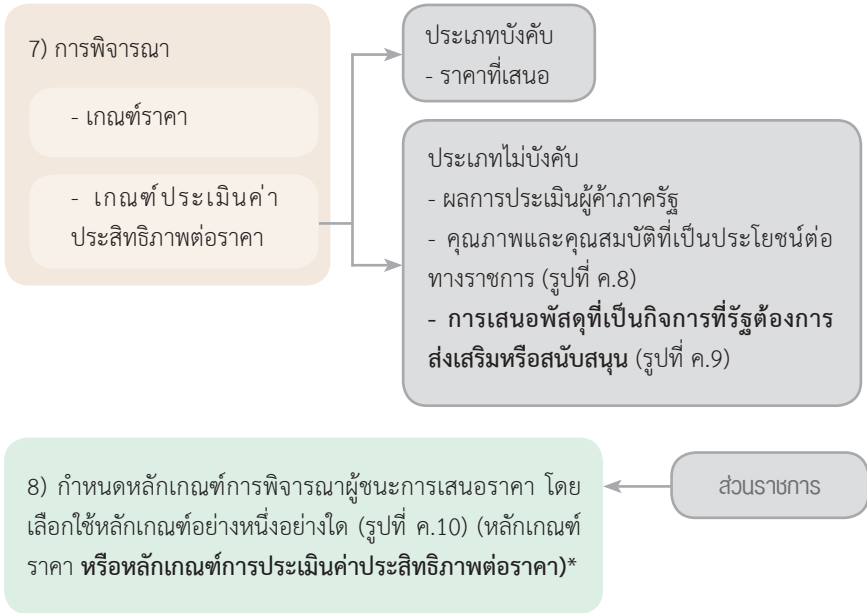 7) การพิจารณา
- เกณฑ์ราคา
- เกณฑ์ประเมินค่า
ประสิทธิภาพต่อราคา
ประเภทบังคับ
- ราคาที่เสนอ
ประเภทไม่บังคับ
- ผลการประเมินผู้ค้าภาครัฐ
- คุณภาพและคุณสมบัติที่เป็นประโยชน์ต่อ
ทางราชการ (รูปที่ ค.8)
- การเสนอพัสดุที่เป็นกิจการที่รัฐต้องการ
ส่งเสริมหรือสนับสนุน (รูปที่ ค.9)
8) กำหนดหลักเกณฑ์การพิจารณาผู้ชนะการเสนอราคา โดย
เลือกใช้หลักเกณฑ์อย่างหนึ่งอย่างใด (รูปที่ ค.10) (หลักเกณฑ์
ราคา หรือหลักเกณฑ์การประเมินค่าประสิทธิภาพต่อราคา)*
ส่วนราชการ